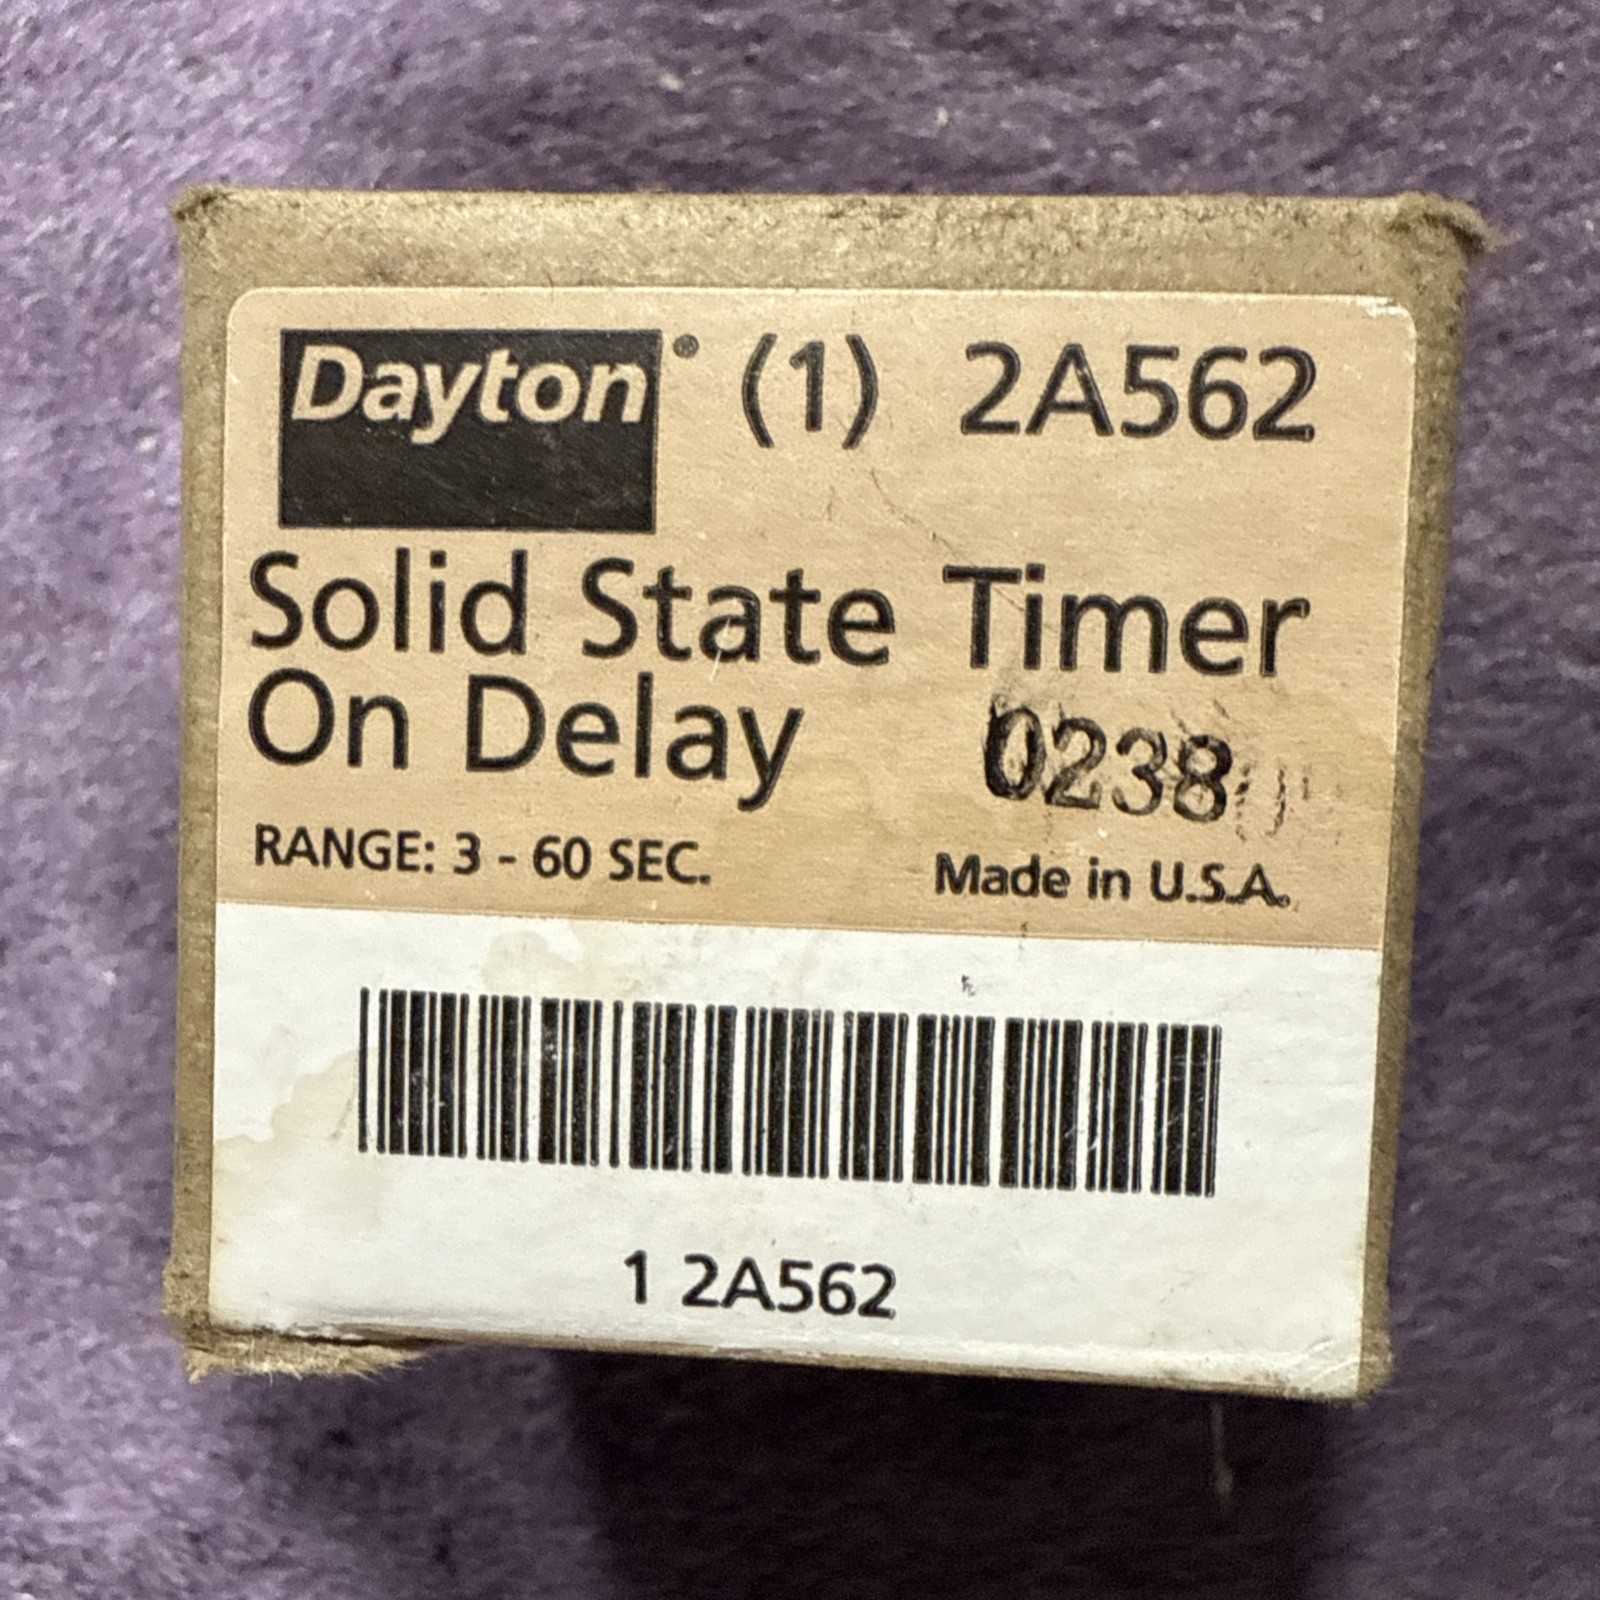 Dayton® (1) 2A562
Solid State Timer
On Delay 0238
RANGE: 3 - 60 SEC. Made in U.S.A.
1 2A562